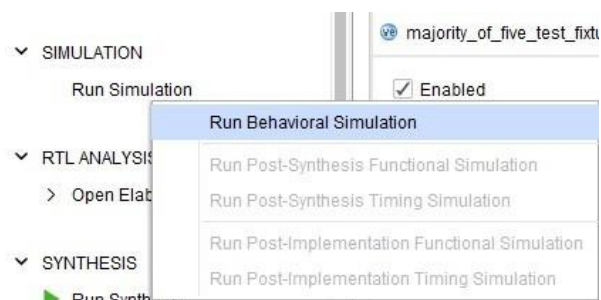 majority_of_five_test_fixtu
SIMULATION
Run Simulation
Enabled
Run Behavioral Simulation
RTL ANALYSIS
Run Post-Synthesis Functional Simulation
Open Elab
Run Post-Synthesis Timing Simulation
Run Post-Implementation Functional Simulation
SYNTHESIS
Run Post-Implementation Timing Simulation
Run Synth